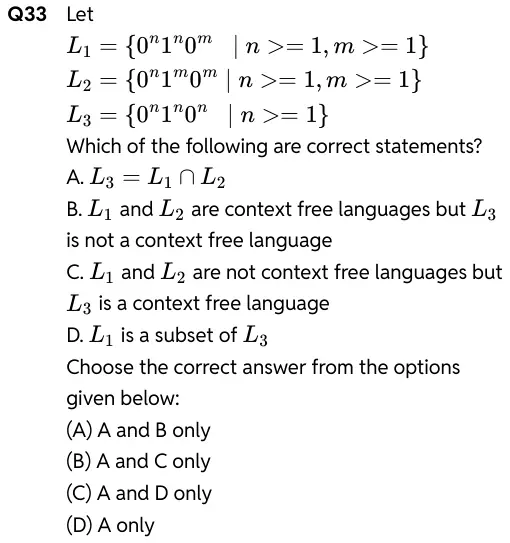 Q33 Let
L₁ = {0ⁿ1ⁿ0ᵐ | n >= 1, m >= 1}
L₂ = {0ⁿ1ᵐ0ᵐ | n >= 1, m >= 1}
L₃ = {0ⁿ1ⁿ0ⁿ | n >= 1}
Which of the following are correct statements?
A. L₃ = L₁ ∩ L₂
B. L₁ and L₂ are context free languages but L₃
is not a context free language
C. L₁ and L₂ are not context free languages but
L₃ is a context free language
D. L₁ is a subset of L₃
Choose the correct answer from the options
given below:
(A) A and B only
(B) A and C only
(C) A and D only
(D) A only